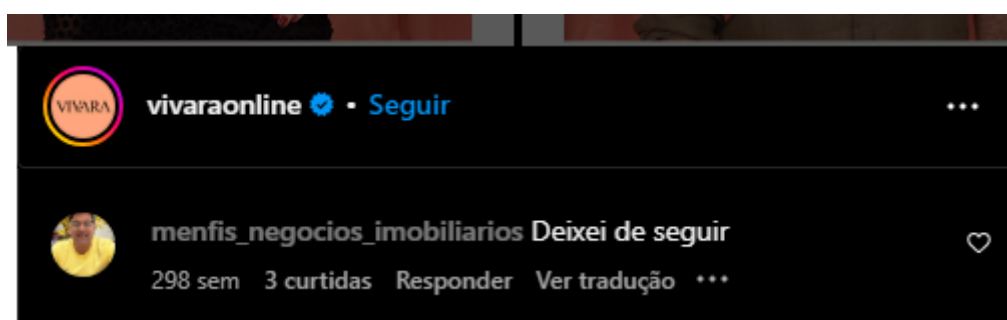 VIVARA
vivaraonline • Seguir
menfis_negocios_imobiliarios Deixei de seguir
298 sem 3 curtidas Responder Ver tradução